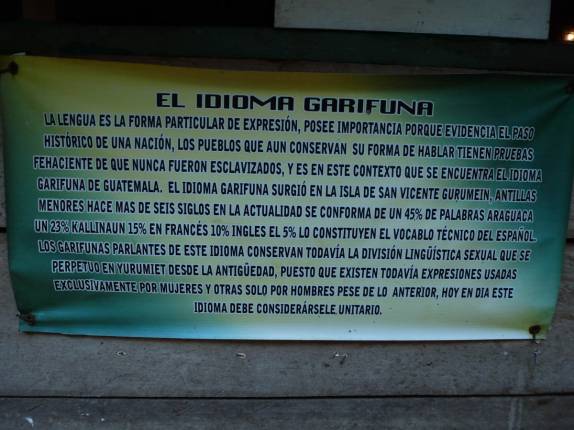 EL IDIOMA GARIFUNA
LA LENGUA ES LA FORMA PARTICULAR DE EXPRESIÓN, POSEE IMPORTANCIA PORQUE EVIDENCIA EL PASO
HISTÓRICO DE UNA NACIÓN, LOS PUEBLOS QUE AUN CONSERVAN SU FORMA DE HABLAR TIENEN PRUEBAS
FEHACIENTE DE QUE NUNCA FUERON ESCLAVIZADOS, Y ES EN ESTE CONTEXTO QUE SE ENCUENTRA EL IDIOMA
GARIFUNA DE GUATEMALA. EL IDIOMA GARIFUNA SURGIÓ EN LA ISLA DE SAN VICENTE GURUMEIN, ANTILLAS
MENORES HACE MAS DE SEIS SIGLOS EN LA ACTUALIDAD SE CONFORMA DE UN 45% DE PALABRAS ARAGUACA
UN 23% KALLINAUN 15% EN FRANCÉS 10% INGLES EL 5% LO CONSTITUYEN EL VOCABLO TÉCNICO DEL ESPAÑOL.
LOS GARIFUNAS PARLANTES DE ESTE IDIOMA CONSERVAN TODAVÍA LA DIVISIÓN LINGÜÍSTICA SEXUAL QUE SE
PERPETUO EN YURUMIET DESDE LA ANTIGÜEDAD, PUESTO QUE EXISTEN TODAVÍA EXPRESIONES USADAS
EXCLUSIVAMENTE POR MUJERES Y OTRAS SOLO POR HOMBRES PESE DE LO ANTERIOR, HOY EN DIA ESTE
IDIOMA DEBE CONSIDERÁRSELE UNITARIO.